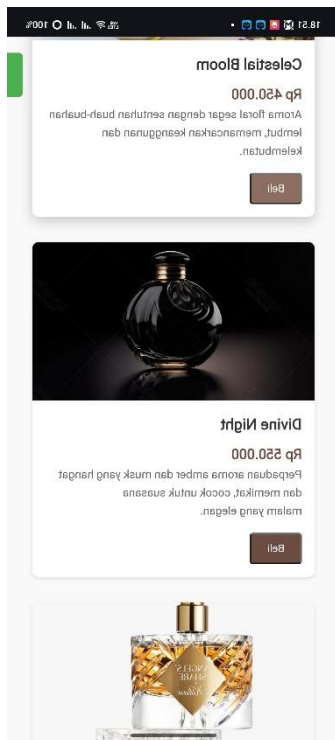 18.51
100%
Celestial Bloom
Rp 450.000
Aroma floral segar dengan sentuhan buah-buahan
lembut, memancarkan keanggunan dan
kelembutan.
Beli
Divine Night
Rp 550.000
Perpaduan aroma amber dan musk yang hangat
dan memikat, cocok untuk suasana
malam yang elegan.
Beli
ANGELS'
SHARE
Kilian